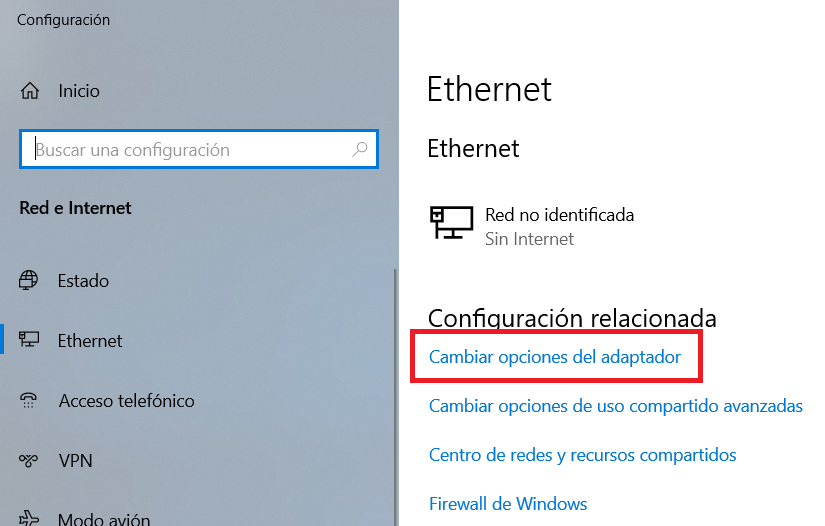 Configuración
Inicio
Buscar una configuración
Red e Internet
Estado
Ethernet
Acceso telefónico
VPN
Modo avión
Ethernet
Ethernet
Red no identificada
Sin Internet
Configuración relacionada
Cambiar opciones del adaptador
Cambiar opciones de uso compartido avanzadas
Centro de redes y recursos compartidos
Firewall de Windows